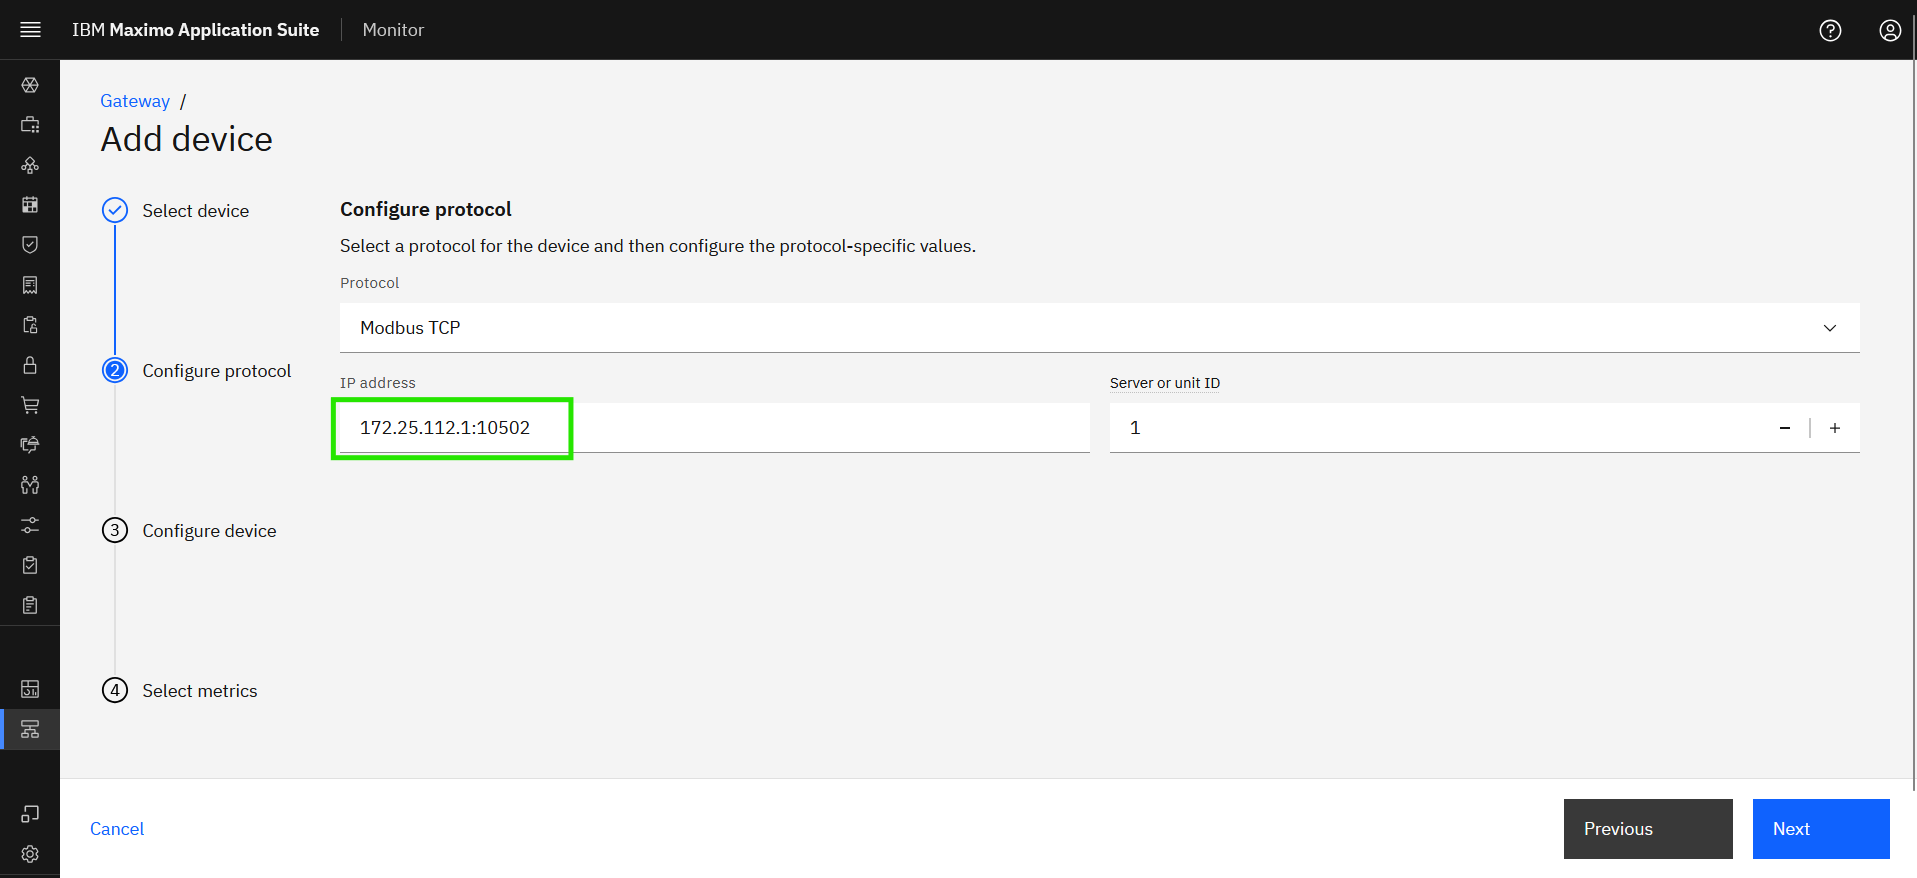 IBM Maximo Application Suite Monitor
Gateway /
Add device
Select device
Configure protocol
Select a protocol for the device and then configure the protocol-specific values.
Protocol
Modbus TCP
2 Configure protocol
IP address
Server or unit ID
172.25.112.1:10502
1
3 Configure device
4 Select metrics
Cancel
Previous
Next